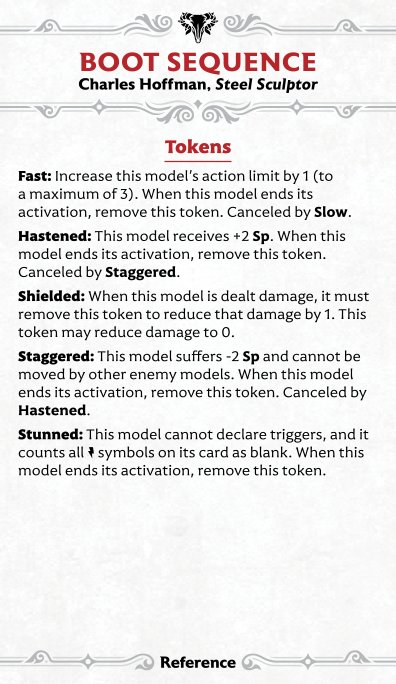 BOOT SEQUENCE
Charles Hoffman, Steel Sculptor
Tokens
Fast: Increase this model's action limit by 1 (to
a maximum of 3). When this model ends its
activation, remove this token. Canceled by Slow.
Hastened: This model receives +2 Sp. When this
model ends its activation, remove this token.
Canceled by Staggered.
Shielded: When this model is dealt damage, it must
remove this token to reduce that damage by 1. This
token may reduce damage to 0.
Staggered: This model suffers -2 Sp and cannot be
moved by other enemy models. When this model
ends its activation, remove this token. Canceled by
Hastened.
Stunned: This model cannot declare triggers, and it
counts all symbols on its card as blank. When this
model ends its activation, remove this token.
Reference